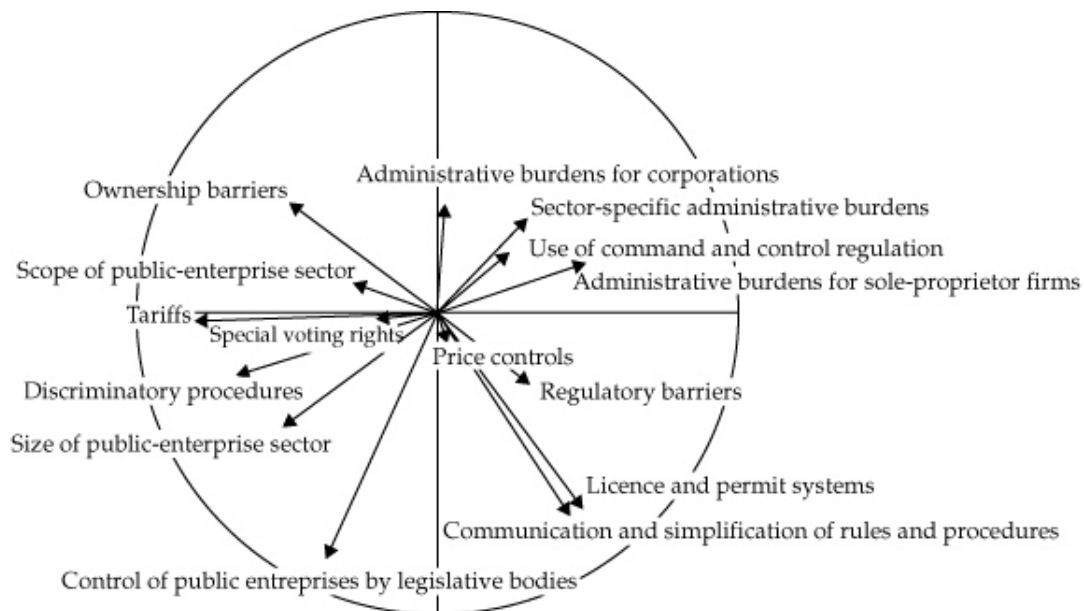 Administrative burdens for corporations
Ownership barriers
Sector-specific administrative burdens
Use of command and control regulation
Scope of public-enterprise sector
Administrative burdens for sole-proprietor firms
Tariffs
Special voting rights
Price controls
Discriminatory procedures
Regulatory barriers
Size of public-enterprise sector
Licence and permit systems
Communication and simplification of rules and procedures
Control of public entreprises by legislative bodies